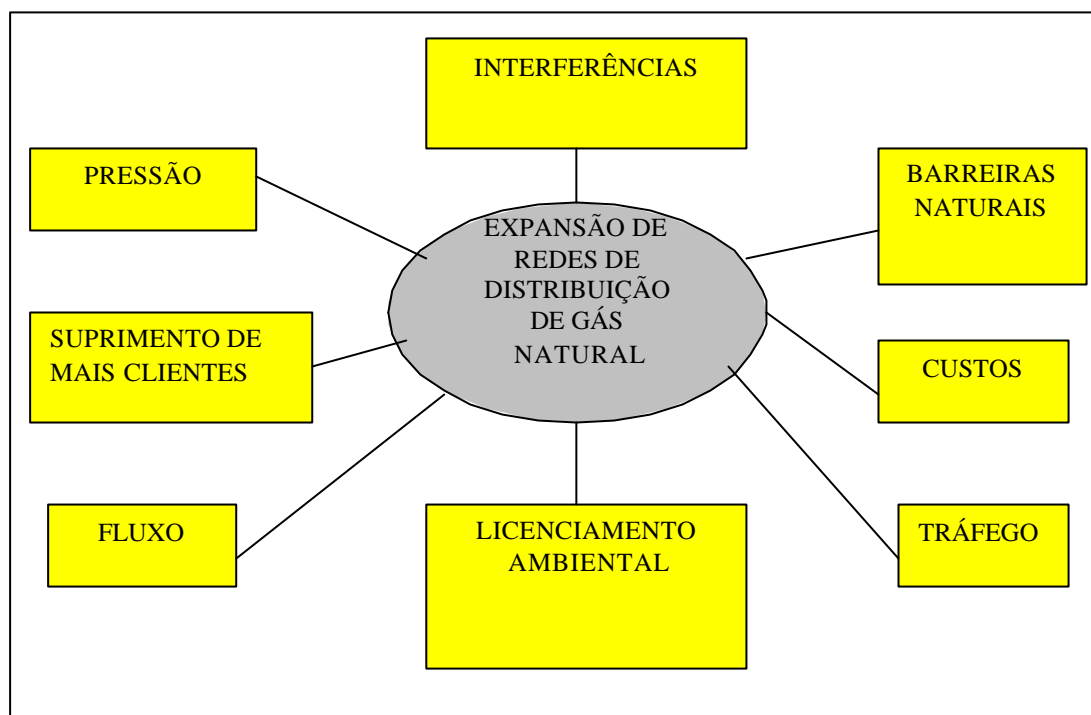 INTERFERÊNCIAS
PRESSÃO
BARREIRAS
NATURAIS
EXPANSÃO DE
REDES DE
DISTRIBUIÇÃO
DE GÁS
NATURAL
SUPRIMENTO DE
MAIS CLIENTES
CUSTOS
FLUXO
LICENCIAMENTO
AMBIENTAL
TRÁFEGO